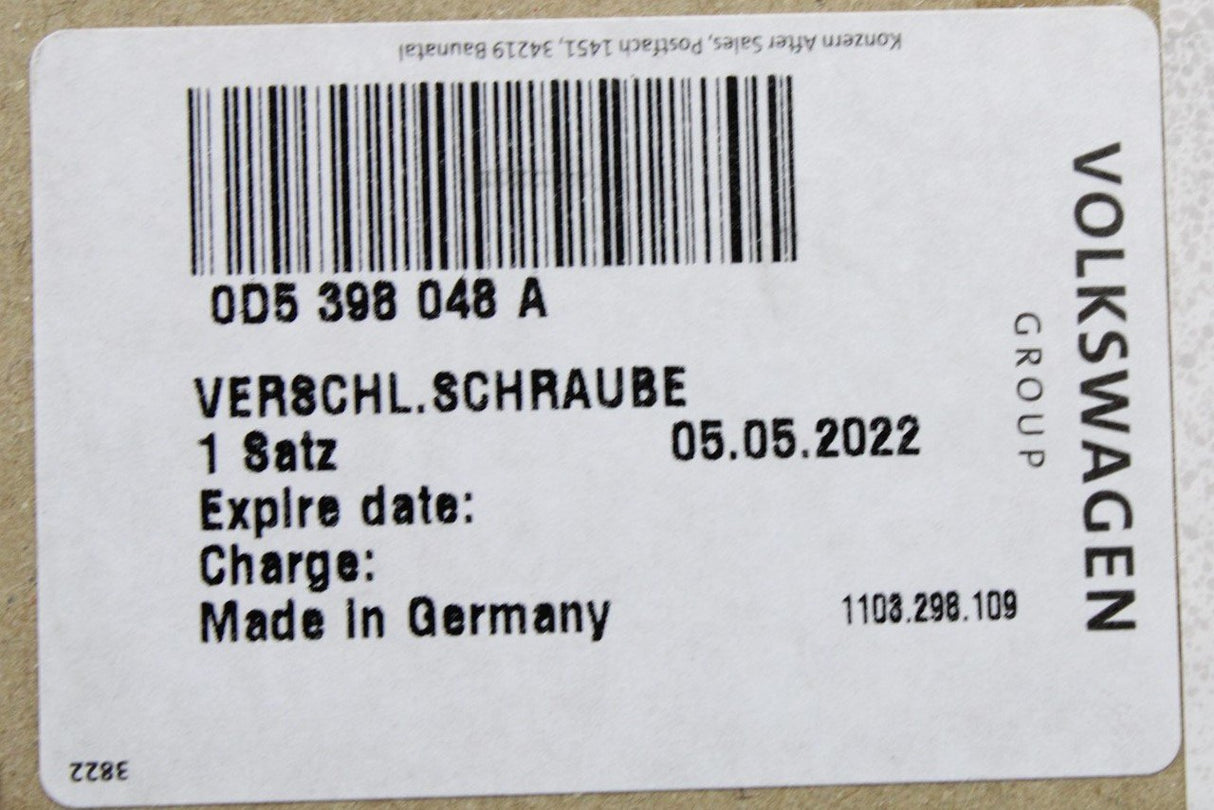 Konzern After Sales, Postfach 1451, 34219 Baunatal
0D5 398 048 A
VERSCHL.SCHRAUBE
1 Satz 05.05.2022
Expire date:
Charge:
Made in Germany
1103.298.109
VOLKSWAGEN
GROUP
3822